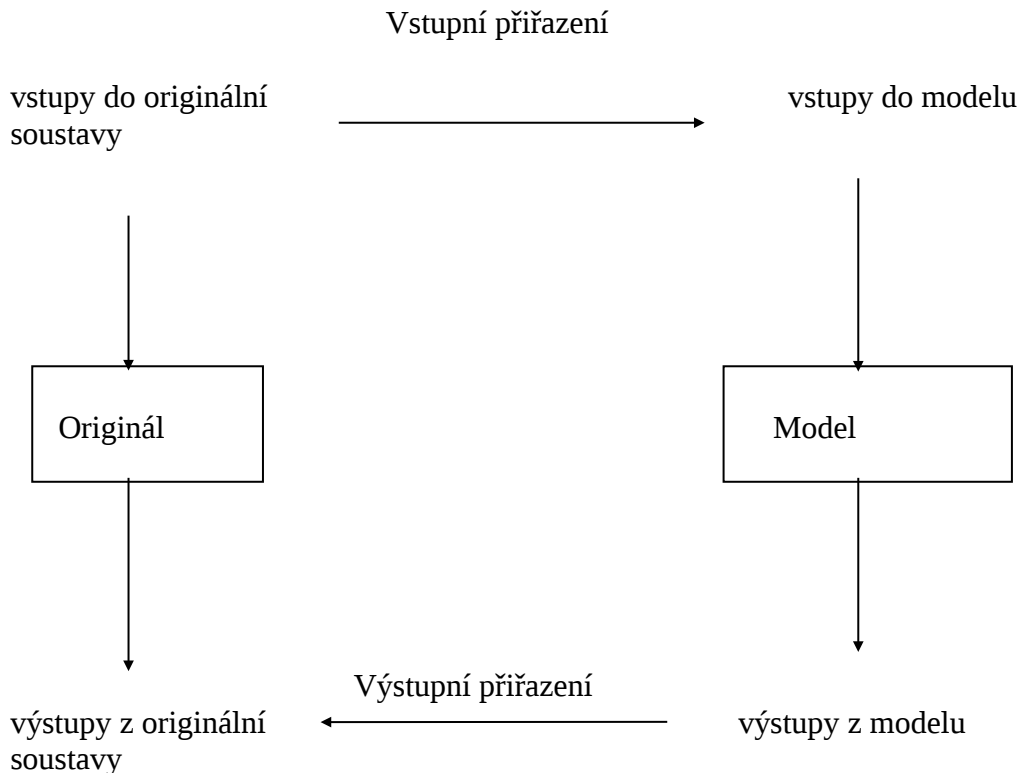 Vstupní přiřazení
vstupy do originální
soustavy
vstupy do modelu
Originál
Model
Výstupní přiřazení
výstupy z originální
soustavy
výstupy z modelu